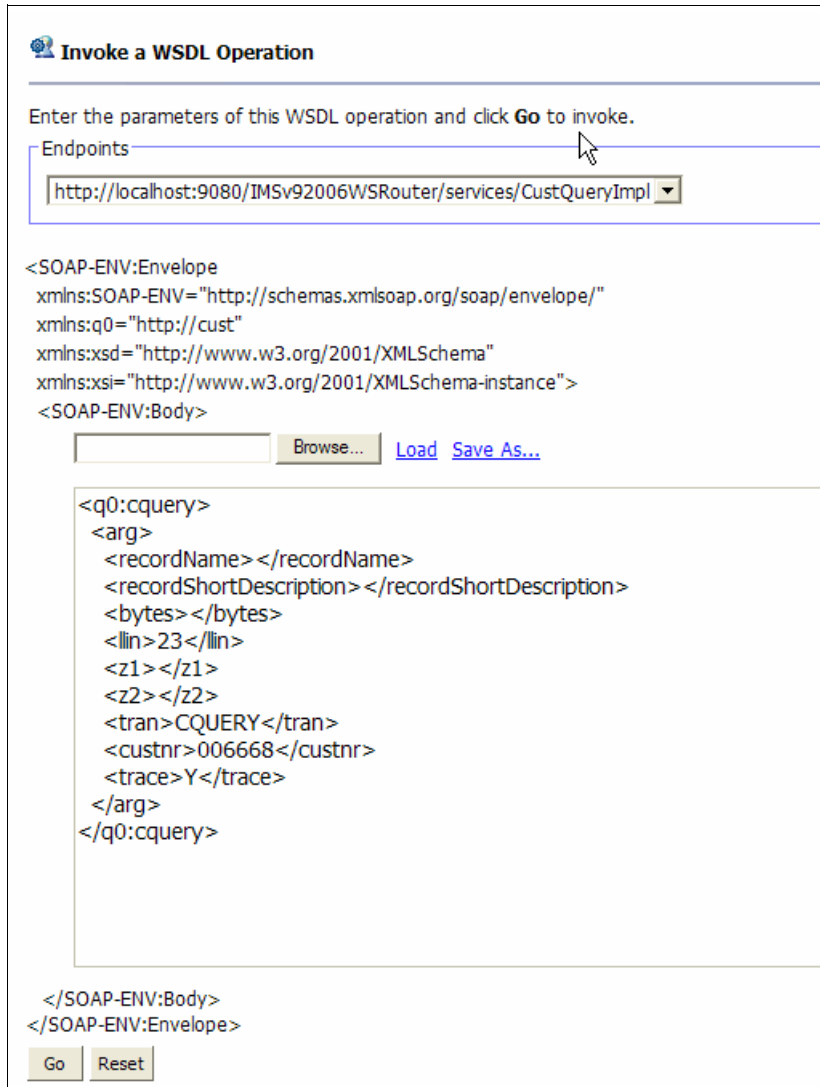 Invoke a WSDL Operation
Enter the parameters of this WSDL operation and click Go to invoke.
Endpoints
http://localhost:9080/IMSv92006WSRouter/services/CustQueryImpl
<SOAP-ENV:Envelope
xmlns:SOAP-ENV="http://schemas.xmlsoap.org/soap/envelope/"
xmlns:q0="http://cust"
xmlns:xsd="http://www.w3.org/2001/XMLSchema"
xmlns:xsi="http://www.w3.org/2001/XMLSchema-instance">
<SOAP-ENV:Body>
Browse... Load Save As...
<q0:cquery>
<arg>
<recordName></recordName>
<recordShortDescription></recordShortDescription>
<bytes></bytes>
<llin>23</llin>
<z1></z1>
<z2></z2>
<tran>CQUERY</tran>
<custnr>006668</custnr>
<trace>Y</trace>
</arg>
</q0:cquery>
</SOAP-ENV:Body>
</SOAP-ENV:Envelope>
Go Reset